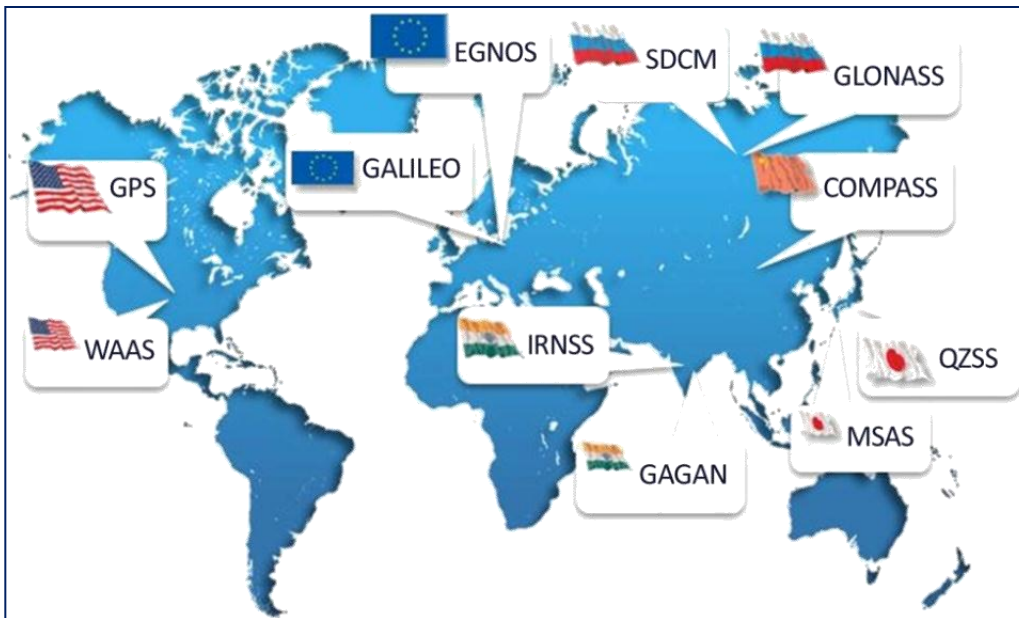 EGNOS
SDCM
GLONASS
GPS
GALILEO
COMPASS
WAAS
IRNSS
QZSS
MSAS
GAGAN